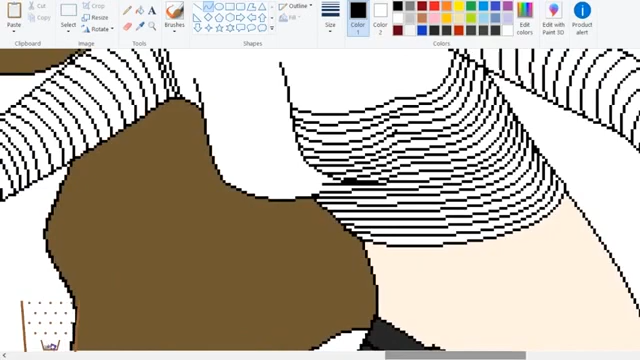 Paste
Cut
Copy
Clipboard
Select
Crop
Resize
Rotate
Image
Tools
Brushes
Outline
Fill
Shapes
Size
Color
1
Color
2
Colors
Edit
colors
Edit with
Paint 3D
Product
alert